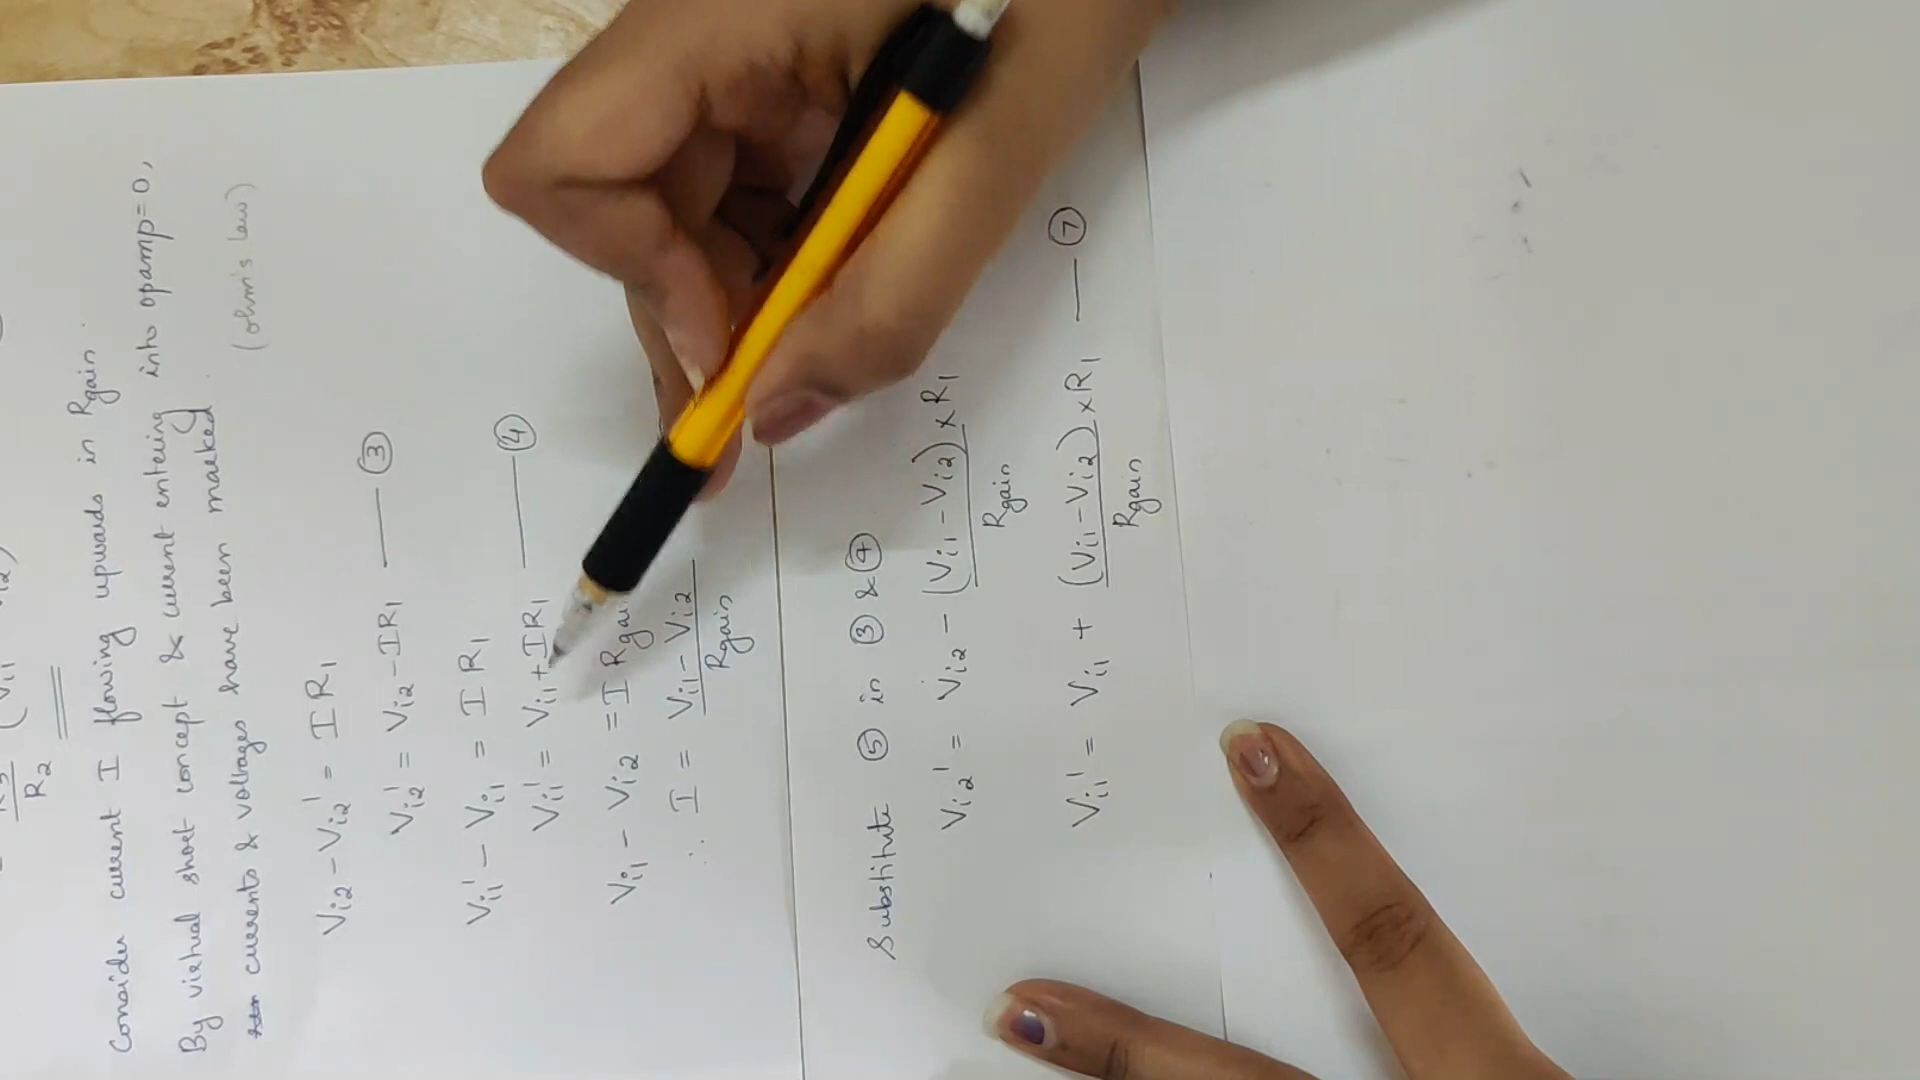 R2
Consider current I flowing upwards in Rgain.
By virtual short concept & current entering into opamp=0,
currents & voltages have been marked. (ohm's law)
Vi2 - Vi2' = IR1
Vi2' = Vi2 - IR1 —— ③
Vi1' - Vi1 = IR1
Vi1' = Vi1 + IR1 —— ④
Vi1 - Vi2 = I
∴ I = Vi1 - Vi2
Rgain
Substitute ⑤ in ③ & ④
Vi2' = Vi2 - (Vi1 - Vi2) × R1
Rgain
Vi1' = Vi1 + (Vi1 - Vi2) × R1 —— ⑦
Rgain